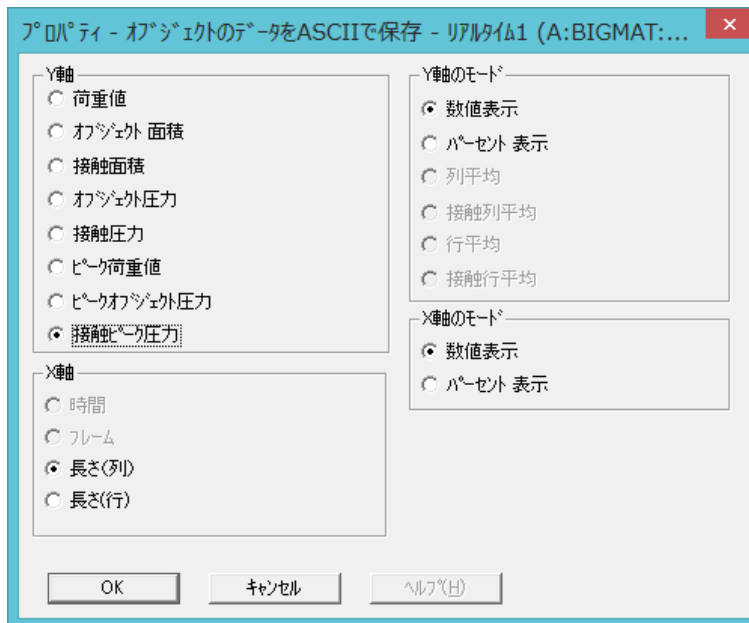 ﾌﾟﾛﾊﾟﾃｨ - ｵﾌﾞｼﾞｪｸﾄのﾃﾞｰﾀをASCIIで保存 - ﾘｱﾙﾀｲﾑ1 (A:BIGMAT:...
Y軸
荷重値
ｵﾌﾞｼﾞｪｸﾄ 面積
接触面積
ｵﾌﾞｼﾞｪｸﾄ圧力
接触圧力
ﾋﾟｰｸ荷重値
ﾋﾟｰｸｵﾌﾞｼﾞｪｸﾄ圧力
接触ﾋﾟｰｸ圧力
X軸
時間
ﾌﾚｰﾑ
長さ(列)
長さ(行)
Y軸のﾓｰﾄﾞ
数値表示
ﾊﾟｰｾﾝﾄ 表示
列平均
接触列平均
行平均
接触行平均
X軸のﾓｰﾄﾞ
数値表示
ﾊﾟｰｾﾝﾄ 表示
OK
ｷｬﾝｾﾙ
ﾍﾙﾌﾟ(H)